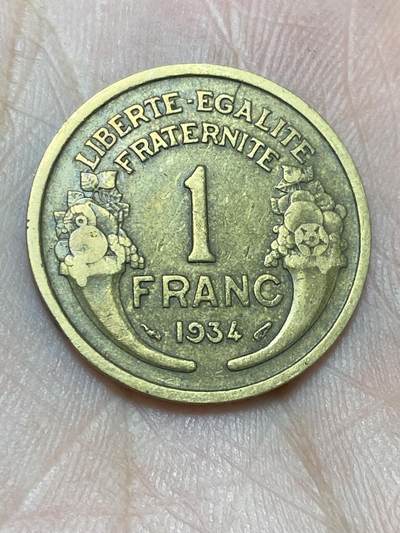 LIBERTE-EGALITE
FRATERNITE
1
FRANC
1934